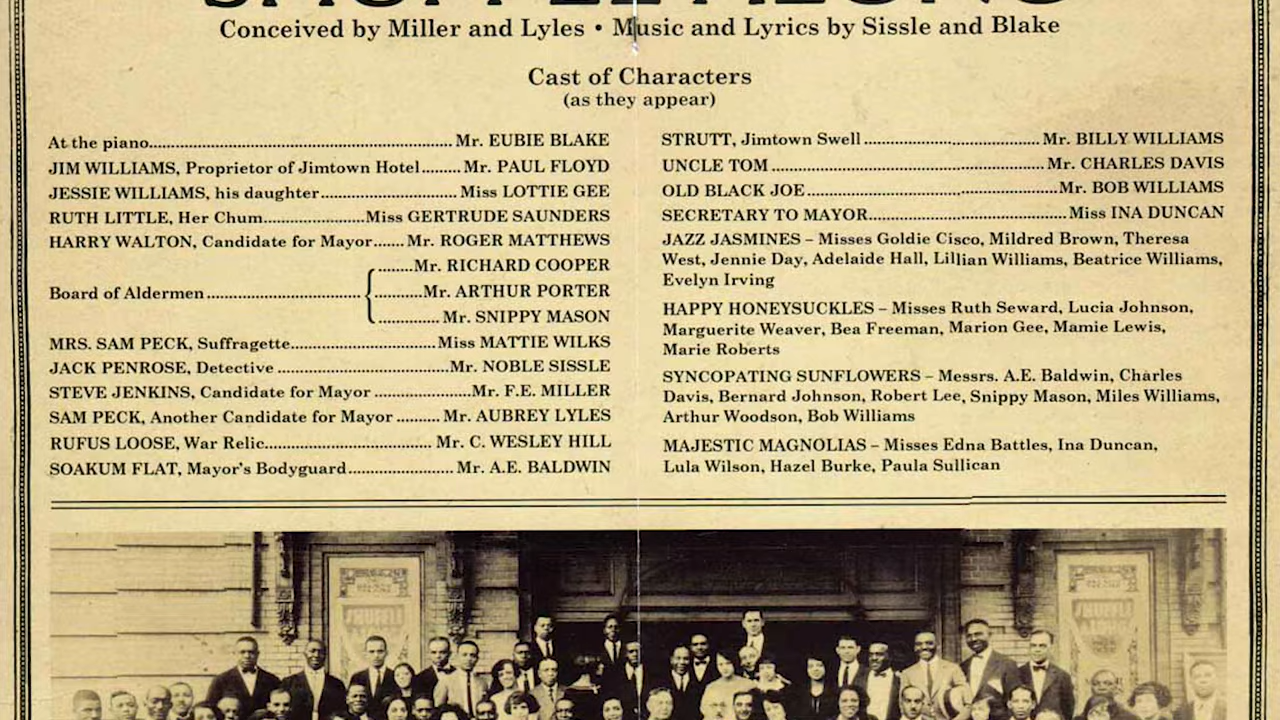 SHUFFLE ALONG
Conceived by Miller and Lyles • Music and Lyrics by Sissle and Blake
Cast of Characters
(as they appear)
At the piano..................................................Mr. EUBIE BLAKE
JIM WILLIAMS, Proprietor of Jimtown Hotel........Mr. PAUL FLOYD
JESSIE WILLIAMS, his daughter.......................Miss LOTTIE GEE
RUTH LITTLE, Her Chum.................Miss GERTRUDE SAUNDERS
HARRY WALTON, Candidate for Mayor......Mr. ROGER MATTHEWS
........Mr. RICHARD COOPER
Board of Aldermen..........................{.........Mr. ARTHUR PORTER
.............Mr. SNIPPY MASON
MRS. SAM PECK, Suffragette........................Miss MATTIE WILKS
JACK PENROSE, Detective............................Mr. NOBLE SISSLE
STEVE JENKINS, Candidate for Mayor................Mr. F.E. MILLER
SAM PECK, Another Candidate for Mayor.........Mr. AUBREY LYLES
RUFUS LOOSE, War Relic.......................... Mr. C. WESLEY HILL
SOAKUM FLAT, Mayor's Bodyguard.................Mr. A.E. BALDWIN
STRUTT, Jimtown Swell............................Mr. BILLY WILLIAMS
UNCLE TOM...........................................Mr. CHARLES DAVIS
OLD BLACK JOE.......................................Mr. BOB WILLIAMS
SECRETARY TO MAYOR................................Miss INA DUNCAN
JAZZ JASMINES – Misses Goldie Cisco, Mildred Brown, Theresa
West, Jennie Day, Adelaide Hall, Lillian Williams, Beatrice Williams,
Evelyn Irving
HAPPY HONEYSUCKLES – Misses Ruth Seward, Lucia Johnson,
Marguerite Weaver, Bea Freeman, Marion Gee, Mamie Lewis,
Marie Roberts
SYNCOPATING SUNFLOWERS – Messrs. A.E. Baldwin, Charles
Davis, Bernard Johnson, Robert Lee, Snippy Mason, Miles Williams,
Arthur Woodson, Bob Williams
MAJESTIC MAGNOLIAS – Misses Edna Battles, Ina Duncan,
Lula Wilson, Hazel Burke, Paula Sullican